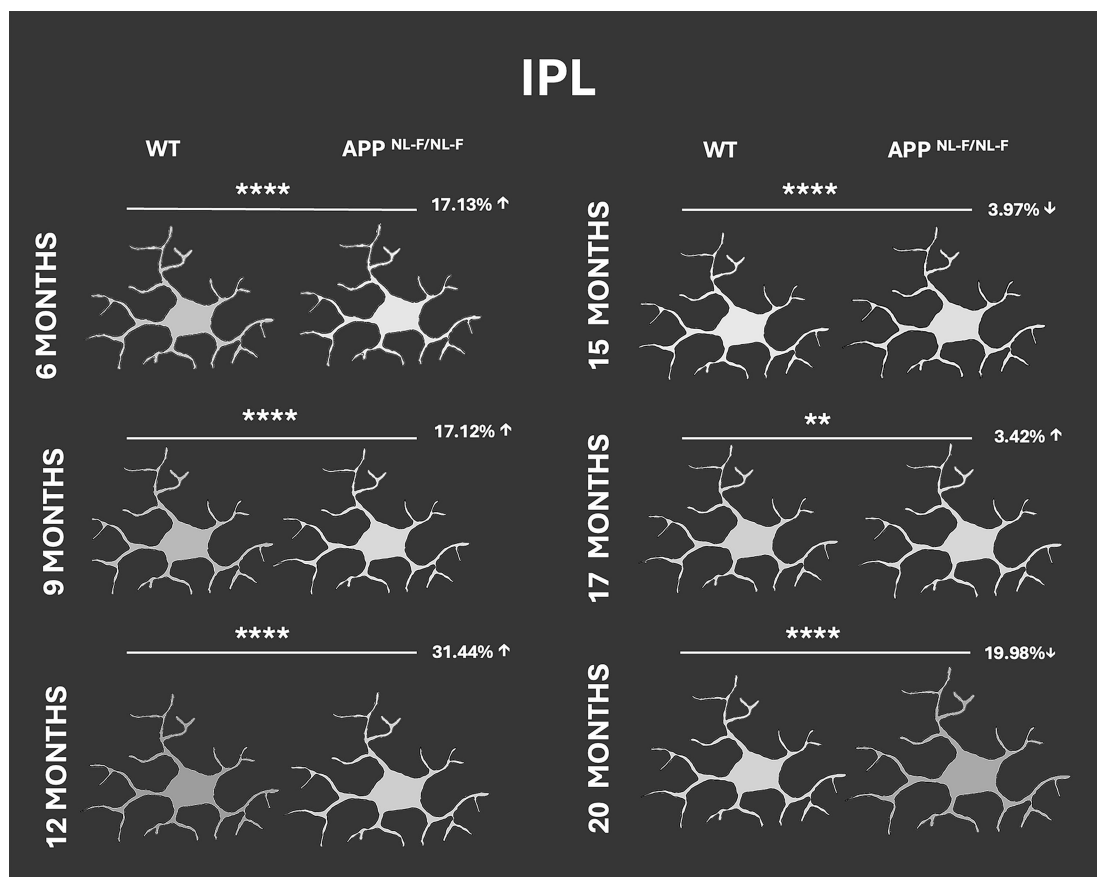 IPL
WT
APP NL-F/NL-F
6 MONTHS
****
17.13% ↑
9 MONTHS
****
17.12% ↑
12 MONTHS
****
31.44% ↑
WT
APP NL-F/NL-F
15 MONTHS
****
3.97% ↓
17 MONTHS
**
3.42% ↑
20 MONTHS
****
19.98%↓